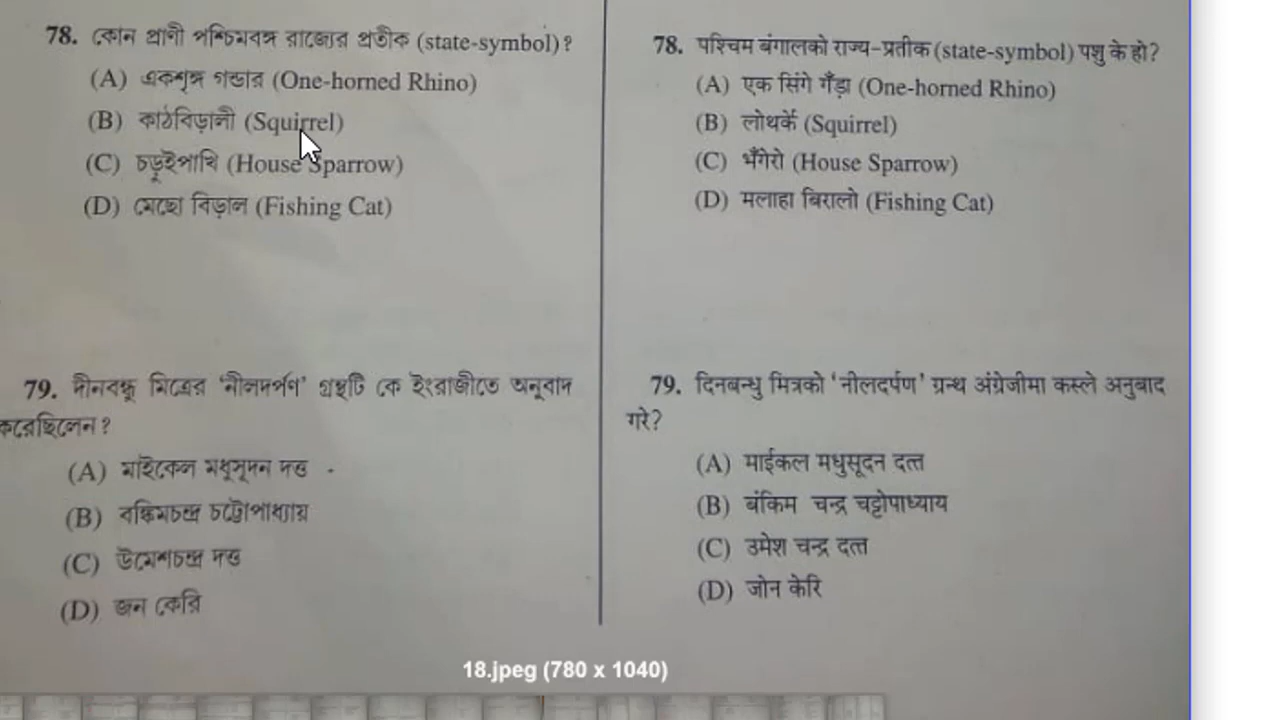 78. কোন প্রাণী পশ্চিমবঙ্গ রাজ্যের প্রতীক (state-symbol)?
(A) একশৃঙ্গ গন্ডার (One-horned Rhino)
(B) কাঠবিড়ালী (Squirrel)
(C) চড়ুইপাখি (House Sparrow)
(D) মেছো বিড়াল (Fishing Cat)
79. দীনবন্ধু মিত্রের ‘নীলদর্পণ’ গ্রন্থটি কে ইংরাজীতে অনুবাদ
করেছিলেন?
(A) মাইকেল মধুসূদন দত্ত
(B) বঙ্কিমচন্দ্র চট্টোপাধ্যায়
(C) উমেশচন্দ্র দত্ত
(D) জন কেরি
78. पश्चिम बंगालको राज्य-प्रतीक (state-symbol) पशु के हो?
(A) एक सिंगे गैँड़ा (One-horned Rhino)
(B) लोथर्के (Squirrel)
(C) भँगेरो (House Sparrow)
(D) मलाहा बिरालो (Fishing Cat)
79. दिनबन्धु मित्रको ‘नीलदर्पण’ ग्रन्थ अंग्रेजीमा कस्ले अनुबाद
गरे?
(A) माईकल मधुसूदन दत्त
(B) बंकिम चन्द्र चट्टोपाध्याय
(C) उमेश चन्द्र दत्त
(D) जोन केरि
18.jpeg (780 x 1040)